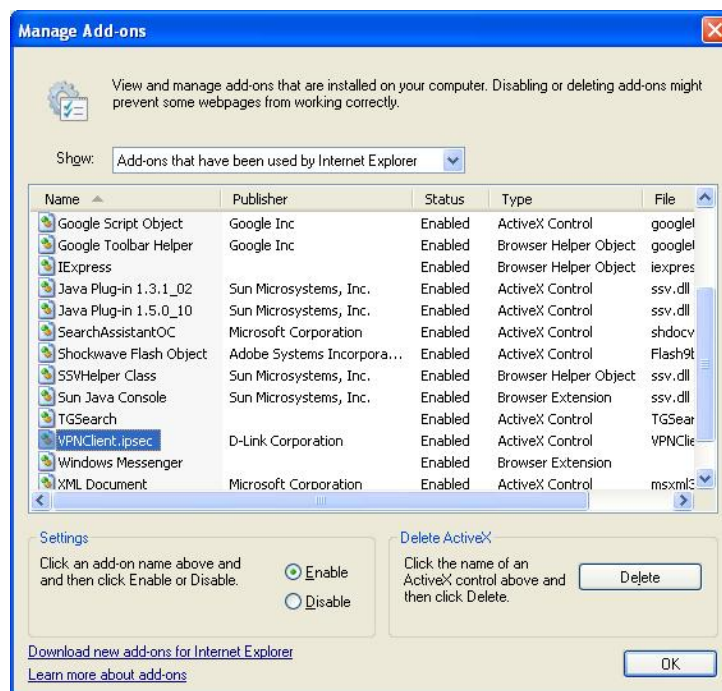 Manage Add-ons
View and manage add-ons that are installed on your computer. Disabling or deleting add-ons might
prevent some webpages from working correctly.
Show: Add-ons that have been used by Internet Explorer
Name Publisher Status Type File
Google Script Object Google Inc Enabled ActiveX Control
Google Toolbar Helper Google Inc Enabled Browser Helper Object
IExpress Enabled Browser Helper Object iexpres
Java Plug-in 1.3.1_02 Sun Microsystems, Inc. Enabled ActiveX Control ssv.dll
Java Plug-in 1.5.0_10 Sun Microsystems, Inc. Enabled ActiveX Control ssv.dll
SearchAssistantOC Microsoft Corporation Enabled ActiveX Control shdocv
Shockwave Flash Object Adobe Systems Incorpora... Enabled ActiveX Control
SSVHelper Class Sun Microsystems, Inc. Enabled Browser Helper Object ssv.dll
Sun Java Console Sun Microsystems, Inc. Enabled Browser Extension ssv.dll
TGSearch Enabled ActiveX Control TGSear
VPNClient.ipsec D-Link Corporation Enabled ActiveX Control VPNClie
Windows Messenger Enabled Browser Extension
XML Document Microsoft Corporation Enabled ActiveX Control
Settings
Click an add-on name above and
and then click Enable or Disable.
Enable
Disable
Delete ActiveX
Click the name of an
ActiveX control above and
then click Delete.
Delete
Download new add-ons for Internet Explorer
Learn more about add-ons
OK